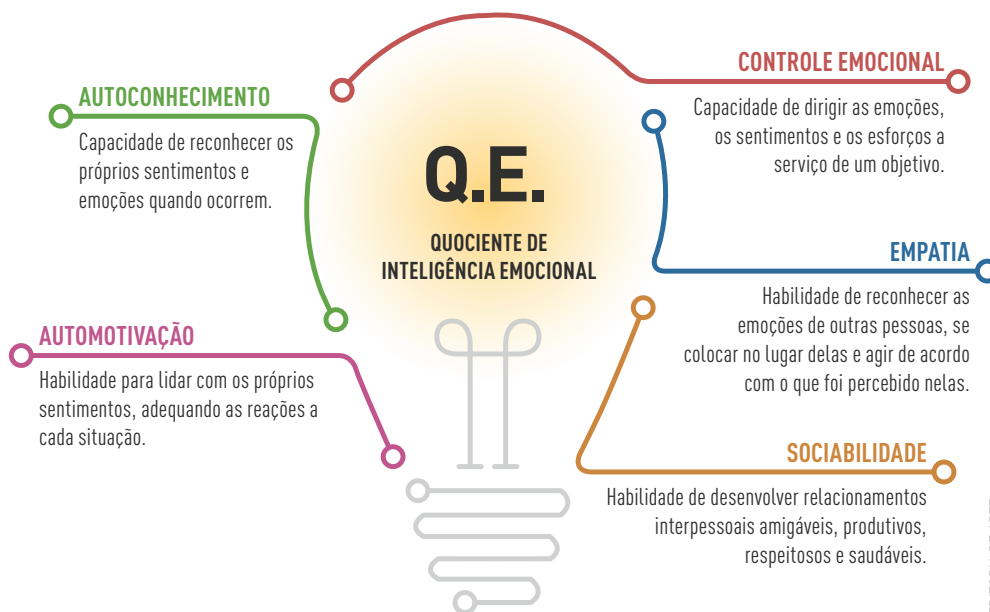 AUTOCONHECIMENTO
Capacidade de reconhecer os
próprios sentimentos e
emoções quando ocorrem.
AUTOMOTIVAÇÃO
Habilidade para lidar com os próprios
sentimentos, adequando as reações a
cada situação.
Q.E.
QUOCIENTE DE
INTELIGÊNCIA EMOCIONAL
CONTROLE EMOCIONAL
Capacidade de dirigir as emoções,
os sentimentos e os esforços a
serviço de um objetivo.
EMPATIA
Habilidade de reconhecer as
emoções de outras pessoas, se
colocar no lugar delas e agir de acordo
com o que foi percebido nelas.
SOCIABILIDADE
Habilidade de desenvolver relacionamentos
interpessoais amigáveis, produtivos,
respeitosos e saudáveis.